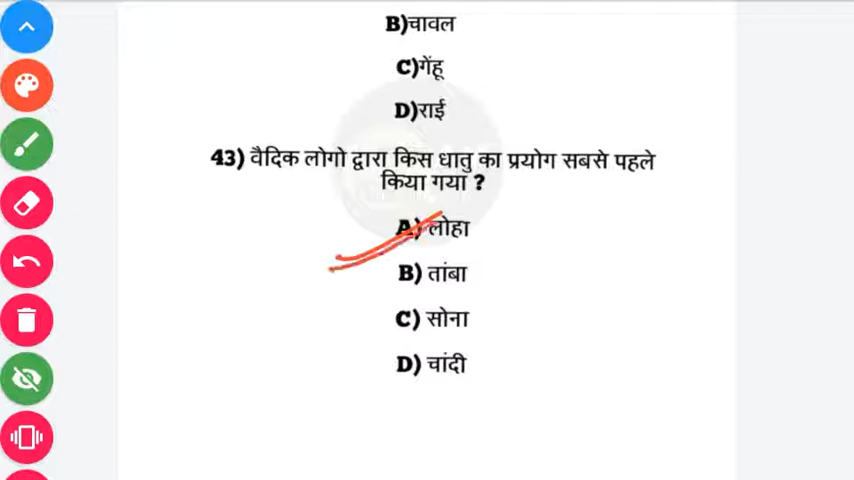 B)चावल
C)गेंहू
D)राई
43) वैदिक लोगो द्वारा किस धातु का प्रयोग सबसे पहले
किया गया ?
A) लोहा
B) तांबा
C) सोना
D) चांदी